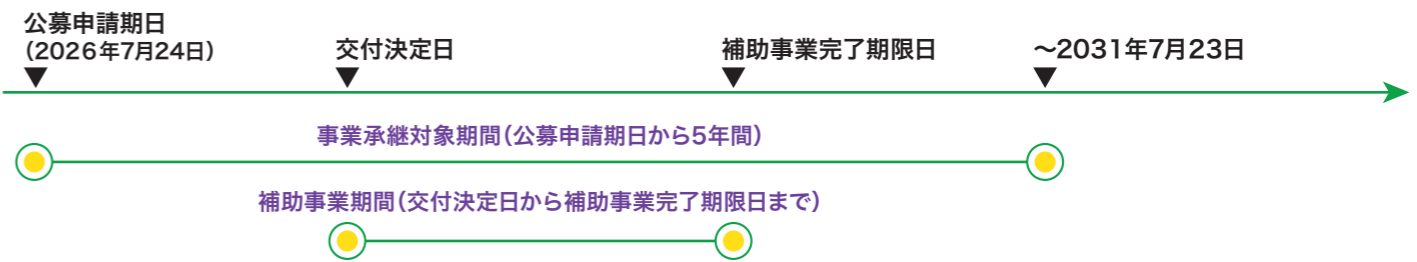 公募申請期日
（2026年7月24日）
交付決定日
補助事業完了期限日
～2031年7月23日
事業承継対象期間（公募申請期日から5年間）
補助事業期間（交付決定日から補助事業完了期限日まで）